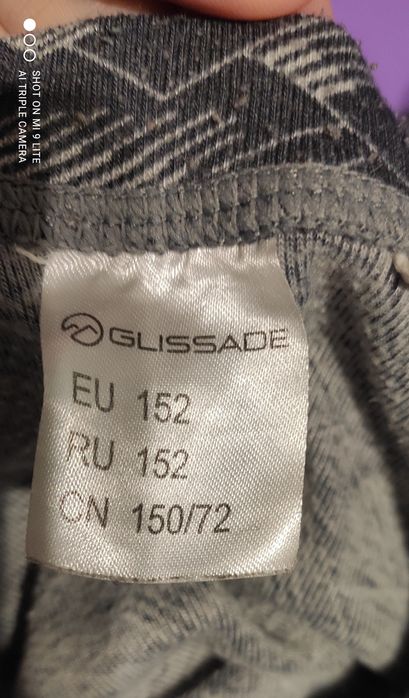 SHOT ON MI 9 LITE
AI TRIPLE CAMERA
GLISSADE
EU 152
RU 152
CN 150/72